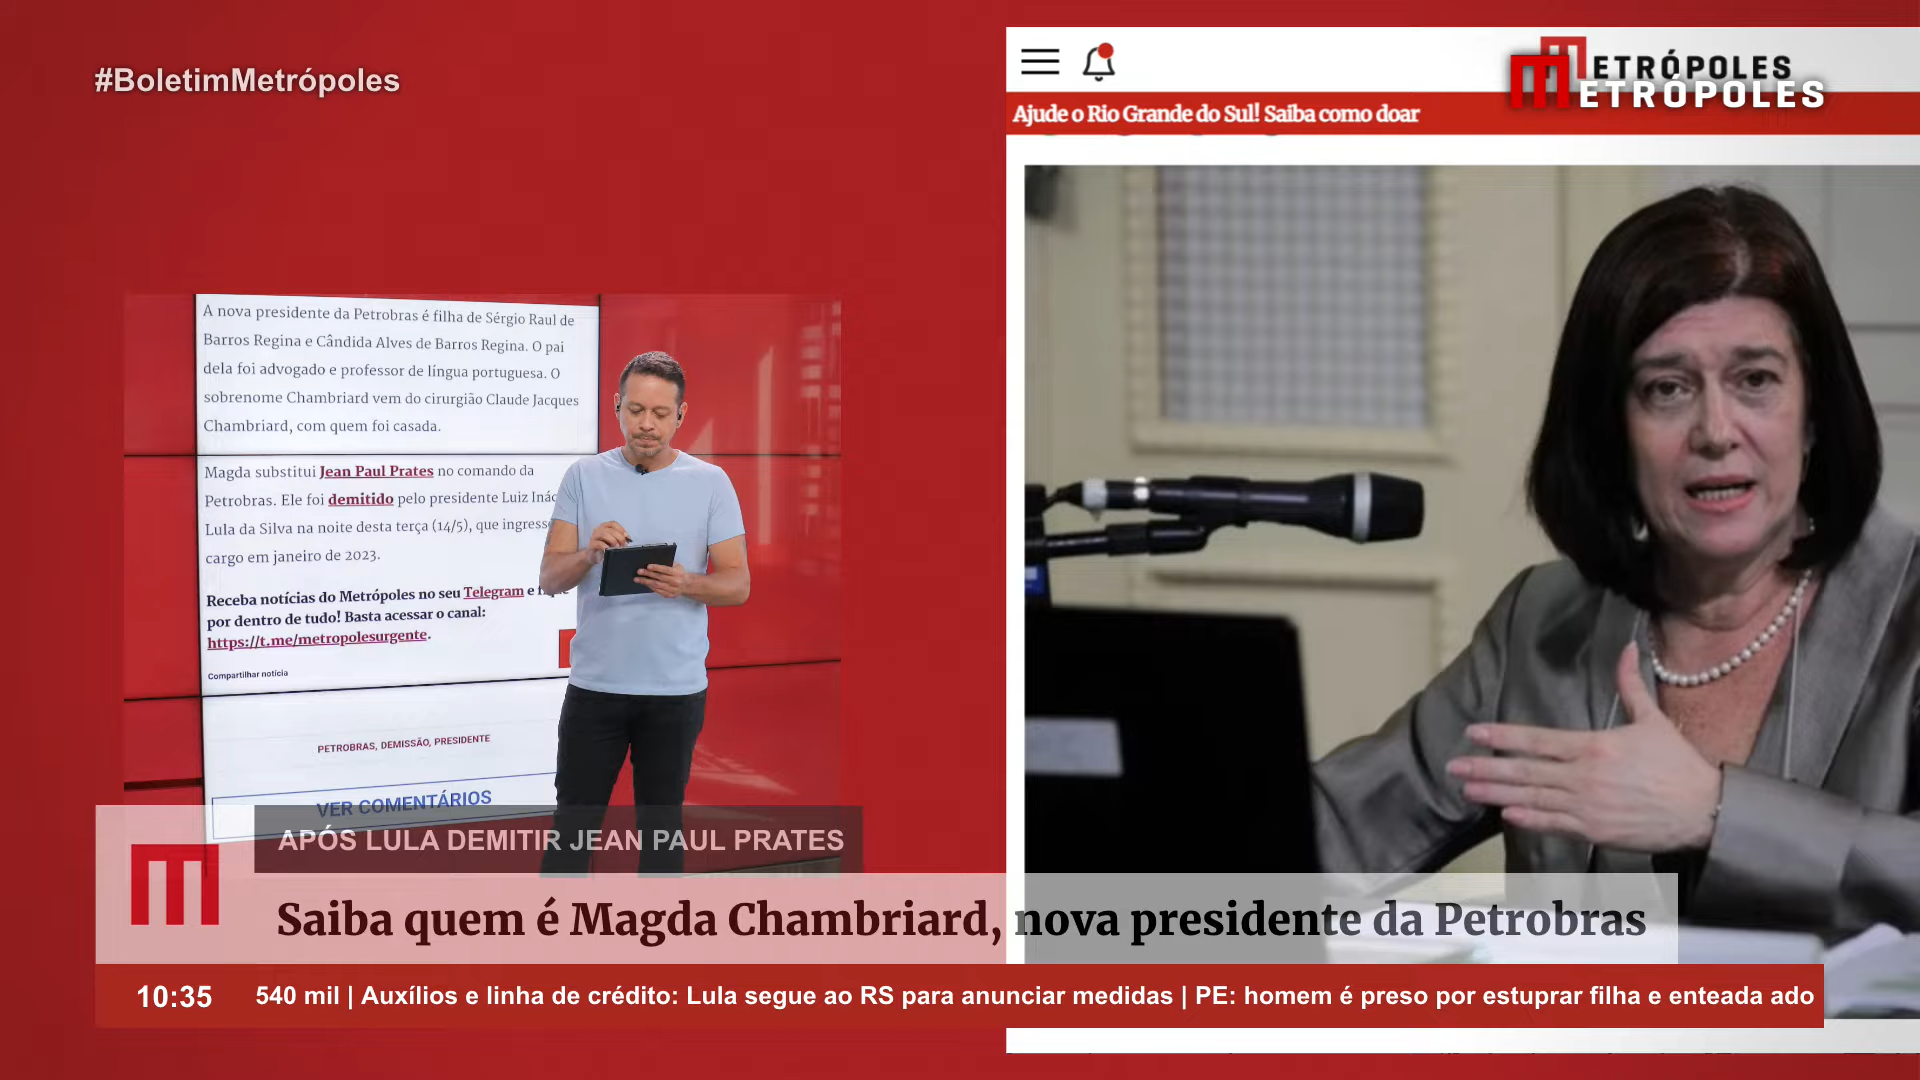 #BoletimMetrópoles
METRÓPOLES
METRÓPOLES
Ajude o Rio Grande do Sul! Saiba como doar
A nova presidente da Petrobras é filha de Sérgio Raul de
Barros Regina e Cândida Alves de Barros Regina. O pai
dela foi advogado e professor de língua portuguesa. O
sobrenome Chambriard vem do cirurgião Claude Jacques
Chambriard, com quem foi casada.
Magda substitui Jean Paul Prates no comando da
Petrobras. Ele foi demitido pelo presidente Luiz
Lula da Silva na noite desta terça (14/5), que
cargo em janeiro de 2023.
Receba notícias do Metrópoles no seu Telegram e
por dentro de tudo! Basta acessar o canal:
https://t.me/metropolesurgente.
Compartilhar notícia
PETROBRAS, DEMISSÃO, PRESIDENTE
VER COMENTÁRIOS
APÓS LULA DEMITIR JEAN PAUL PRATES
Saiba quem é Magda Chambriard, nova presidente da Petrobras
10:35 540 mil | Auxílios e linha de crédito: Lula segue ao RS para anunciar medidas | PE: homem é preso por estuprar filha e enteada ado